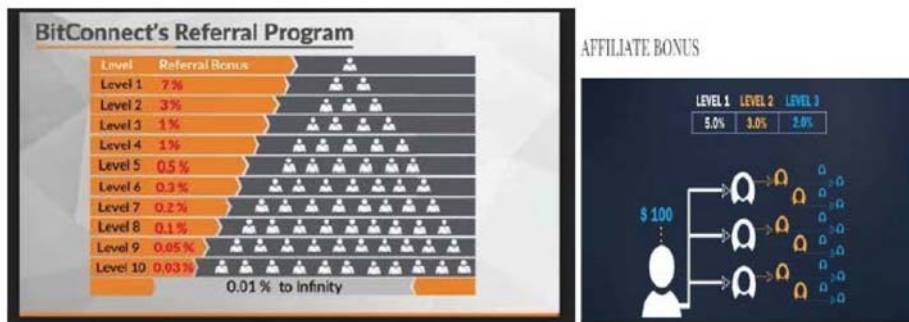 BitConnect's Referral Program
Level Referral Bonus
Level 1 7%
Level 2 3%
Level 3 1%
Level 4 1%
Level 5 0.5%
Level 6 0.3%
Level 7 0.2%
Level 8 0.1%
Level 9 0.05%
Level 10 0.03%
0.01% to Infinity
AFFILIATE BONUS
LEVEL 1 LEVEL 2 LEVEL 3
5.0% 3.0% 2.0%
$ 100